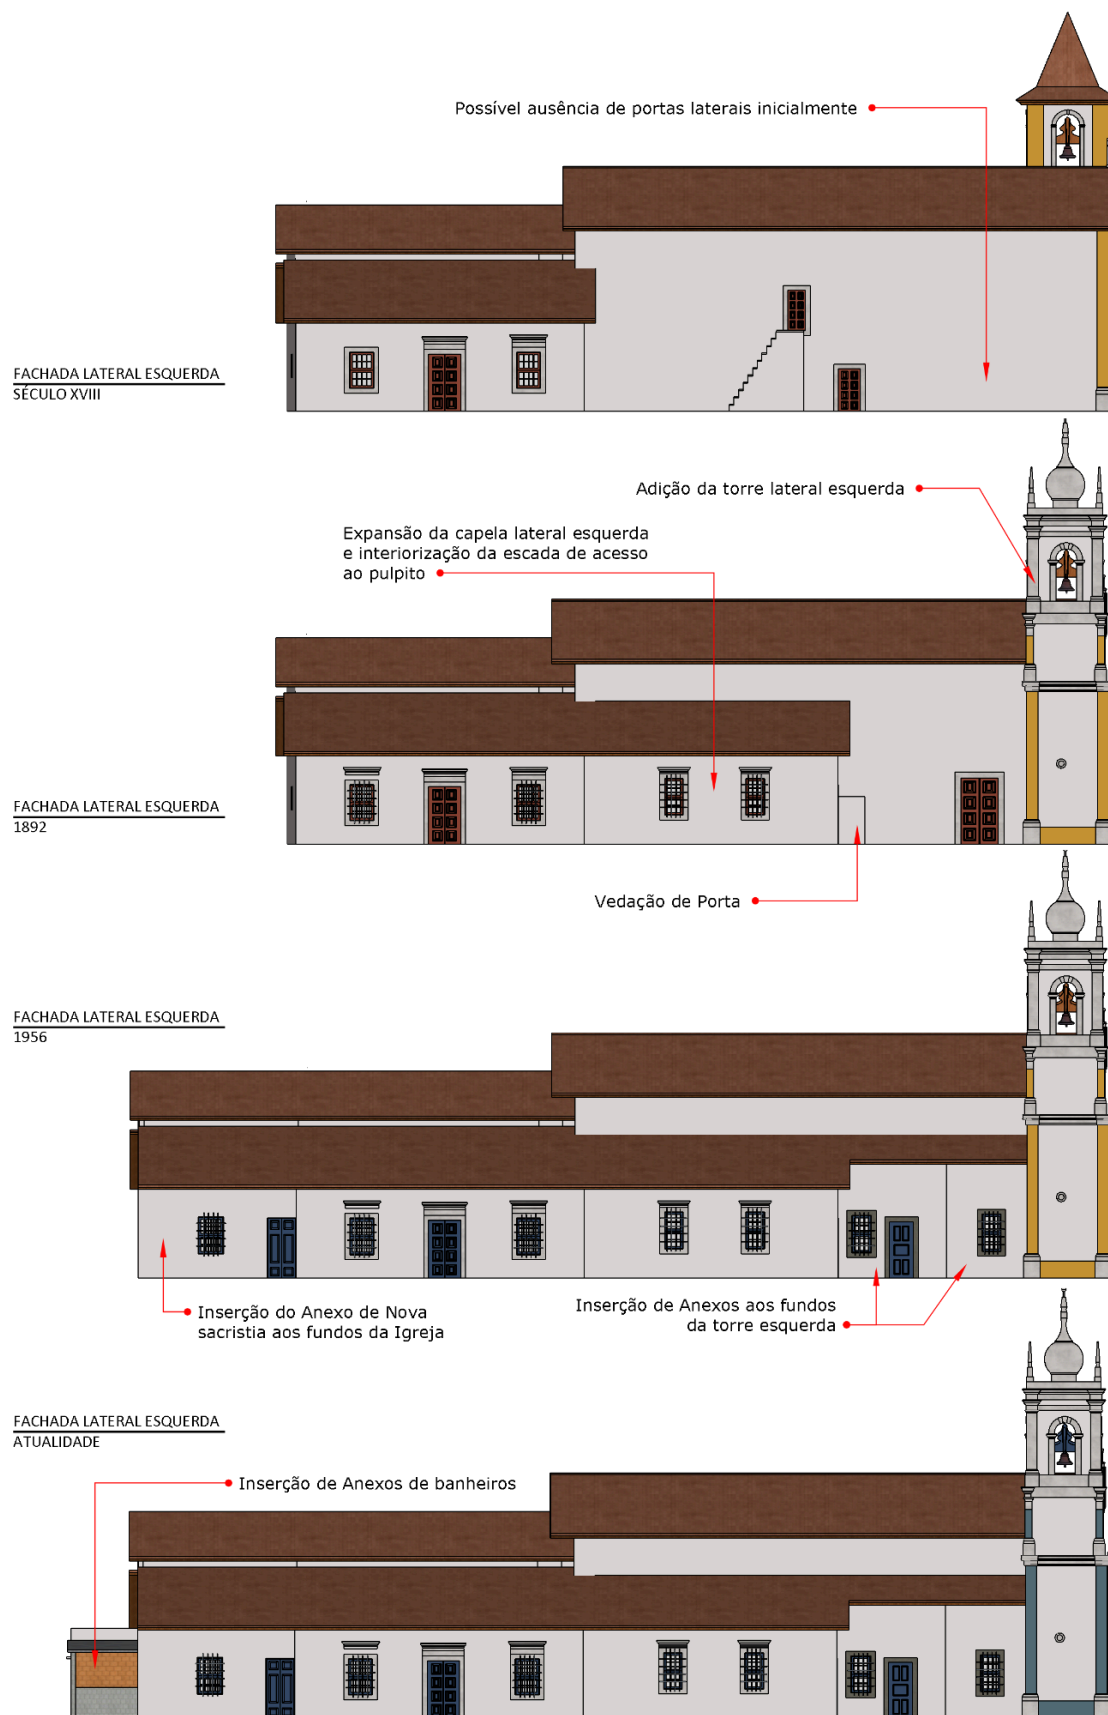 Possível ausência de portas laterais inicialmente
FACHADA LATERAL ESQUERDA
SÉCULO XVIII
Adição da torre lateral esquerda
Expansão da capela lateral esquerda
e interiorização da escada de acesso
ao pulpito
FACHADA LATERAL ESQUERDA
1892
Vedação de Porta
FACHADA LATERAL ESQUERDA
1956
Inserção do Anexo de Nova
sacristia aos fundos da Igreja
Inserção de Anexos aos fundos
da torre esquerda
FACHADA LATERAL ESQUERDA
ATUALIDADE
Inserção de Anexos de banheiros